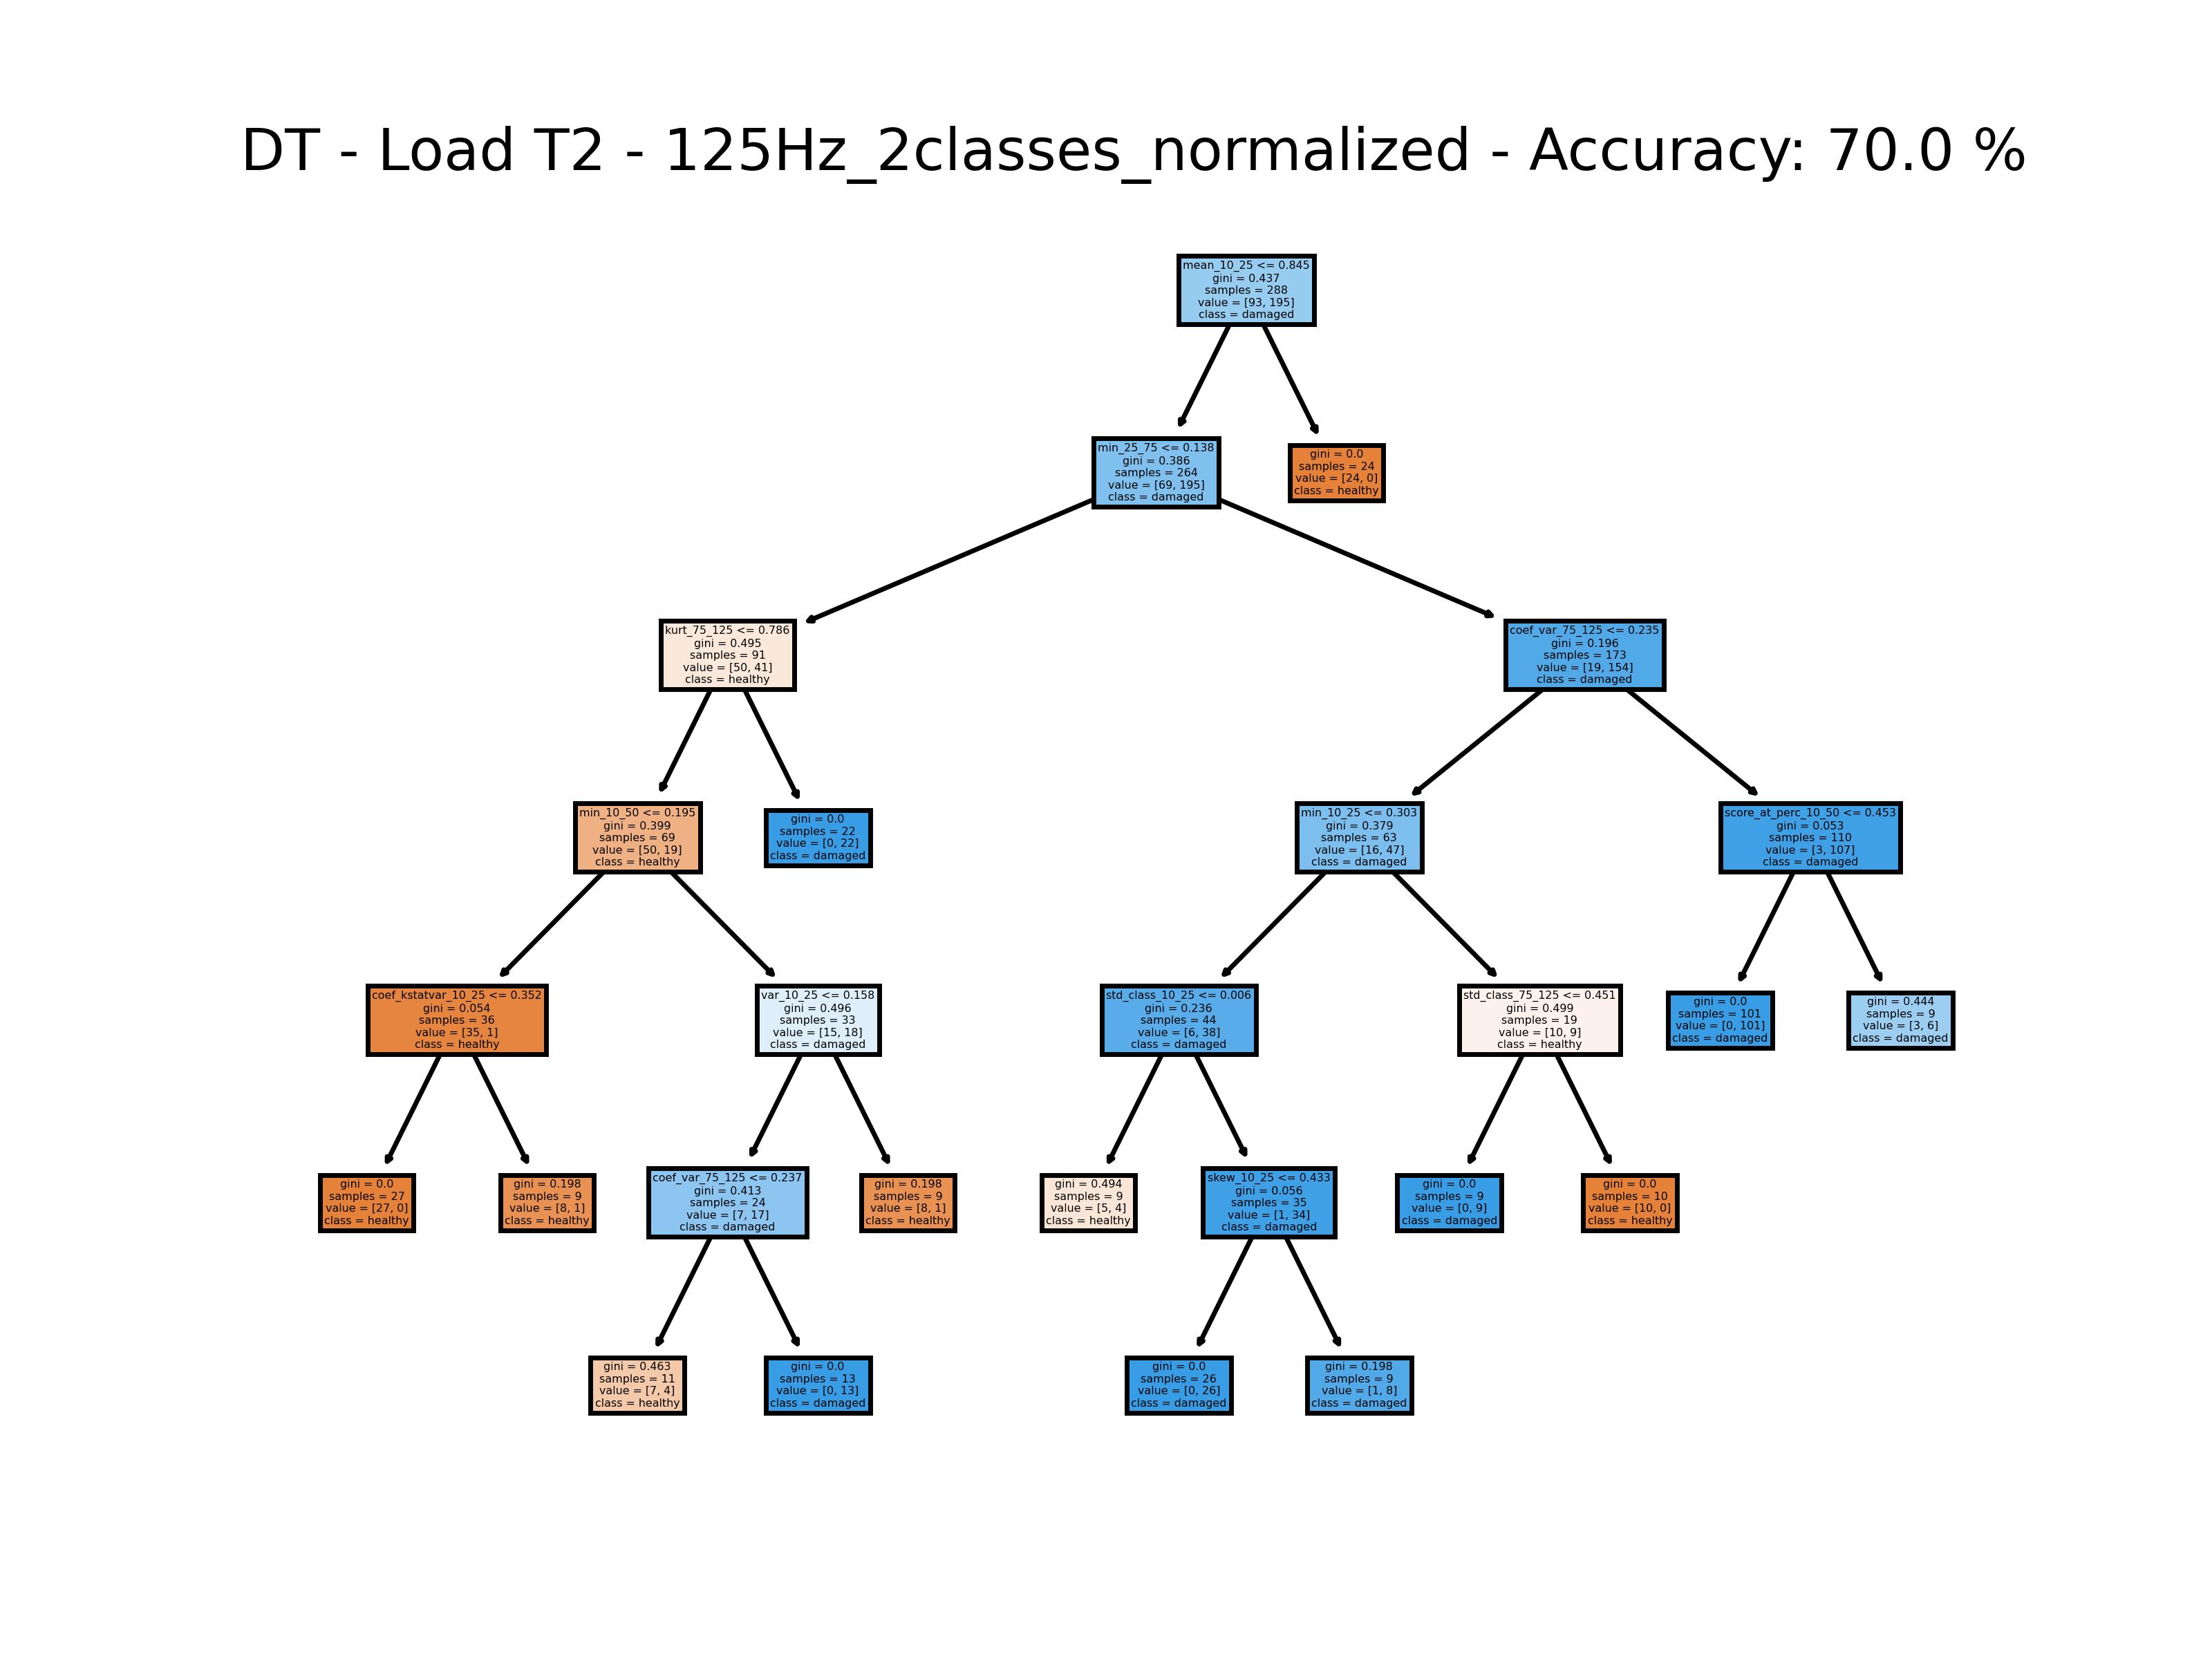 DT - Load T2 - 125Hz_2classes_normalized - Accuracy: 70.0 %
mean_10_25 <= 0.845
gini = 0.437
samples = 288
value = [93, 195]
class = damaged
min_25_75 <= 0.138
gini = 0.386
samples = 264
value = [69, 195]
class = damaged
gini = 0.0
samples = 24
value = [24, 0]
class = healthy
kurt_75_125 <= 0.786
gini = 0.495
samples = 91
value = [50, 41]
class = healthy
coef_var_75_125 <= 0.235
gini = 0.196
samples = 173
value = [19, 154]
class = damaged
min_10_50 <= 0.195
gini = 0.399
samples = 69
value = [50, 19]
class = healthy
gini = 0.0
samples = 22
value = [0, 22]
class = damaged
min_10_25 <= 0.303
gini = 0.379
samples = 63
value = [16, 47]
class = damaged
score_at_perc_10_50 <= 0.453
gini = 0.053
samples = 110
value = [3, 107]
class = damaged
coef_kstatvar_10_25 <= 0.352
gini = 0.054
samples = 36
value = [35, 1]
class = healthy
var_10_25 <= 0.158
gini = 0.496
samples = 33
value = [15, 18]
class = damaged
std_class_10_25 <= 0.006
gini = 0.236
samples = 44
value = [6, 38]
class = damaged
std_class_75_125 <= 0.451
gini = 0.499
samples = 19
value = [10, 9]
class = healthy
gini = 0.0
samples = 101
value = [0, 101]
class = damaged
gini = 0.444
samples = 9
value = [3, 6]
class = damaged
gini = 0.0
samples = 27
value = [27, 0]
class = healthy
gini = 0.198
samples = 9
value = [8, 1]
class = healthy
coef_var_75_125 <= 0.237
gini = 0.413
samples = 24
value = [7, 17]
class = damaged
gini = 0.198
samples = 9
value = [8, 1]
class = healthy
gini = 0.494
samples = 9
value = [5, 4]
class = healthy
skew_10_25 <= 0.433
gini = 0.056
samples = 35
value = [1, 34]
class = damaged
gini = 0.0
samples = 9
value = [0, 9]
class = damaged
gini = 0.0
samples = 10
value = [10, 0]
class = healthy
gini = 0.463
samples = 11
value = [7, 4]
class = healthy
gini = 0.0
samples = 13
value = [0, 13]
class = damaged
gini = 0.0
samples = 26
value = [0, 26]
class = damaged
gini = 0.198
samples = 9
value = [1, 8]
class = damaged